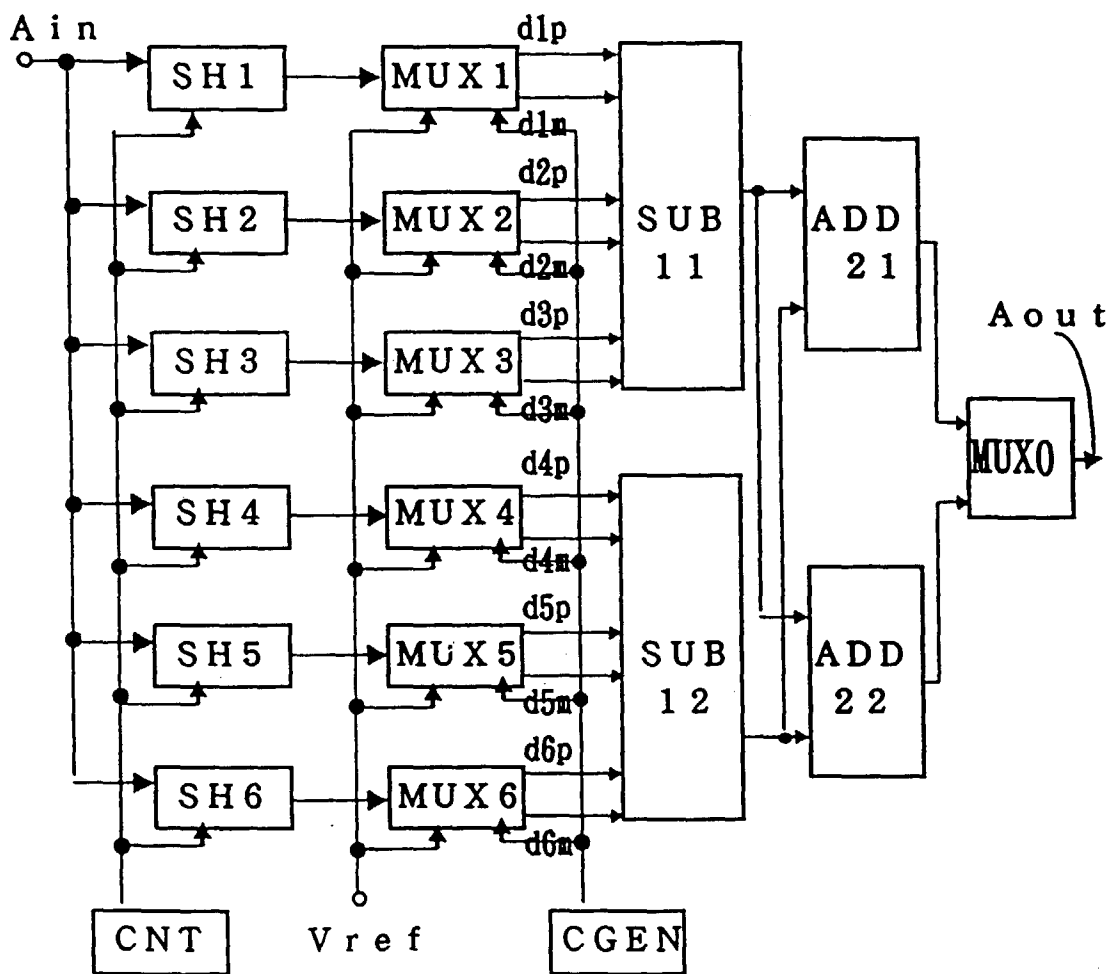 Ain
SH1
MUX1
d1p
d1m
SH2
MUX2
d2p
d2m
SH3
MUX3
d3p
d3m
SUB
11
ADD
21
Aout
MUX0
SH4
MUX4
d4p
d4m
SH5
MUX5
d5p
d5m
SH6
MUX6
d6p
d6m
SUB
12
ADD
22
CNT
Vref
CGEN